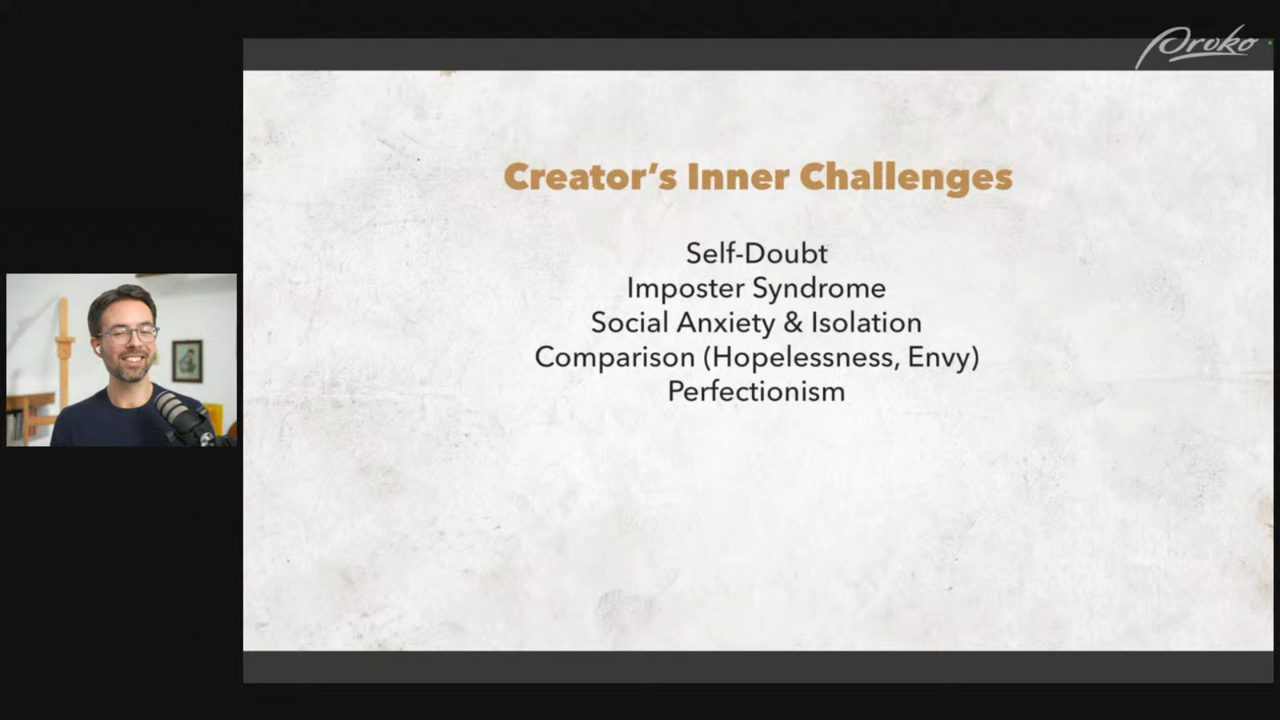 Proko
Creator's Inner Challenges
Self-Doubt
Imposter Syndrome
Social Anxiety & Isolation
Comparison (Hopelessness, Envy)
Perfectionism